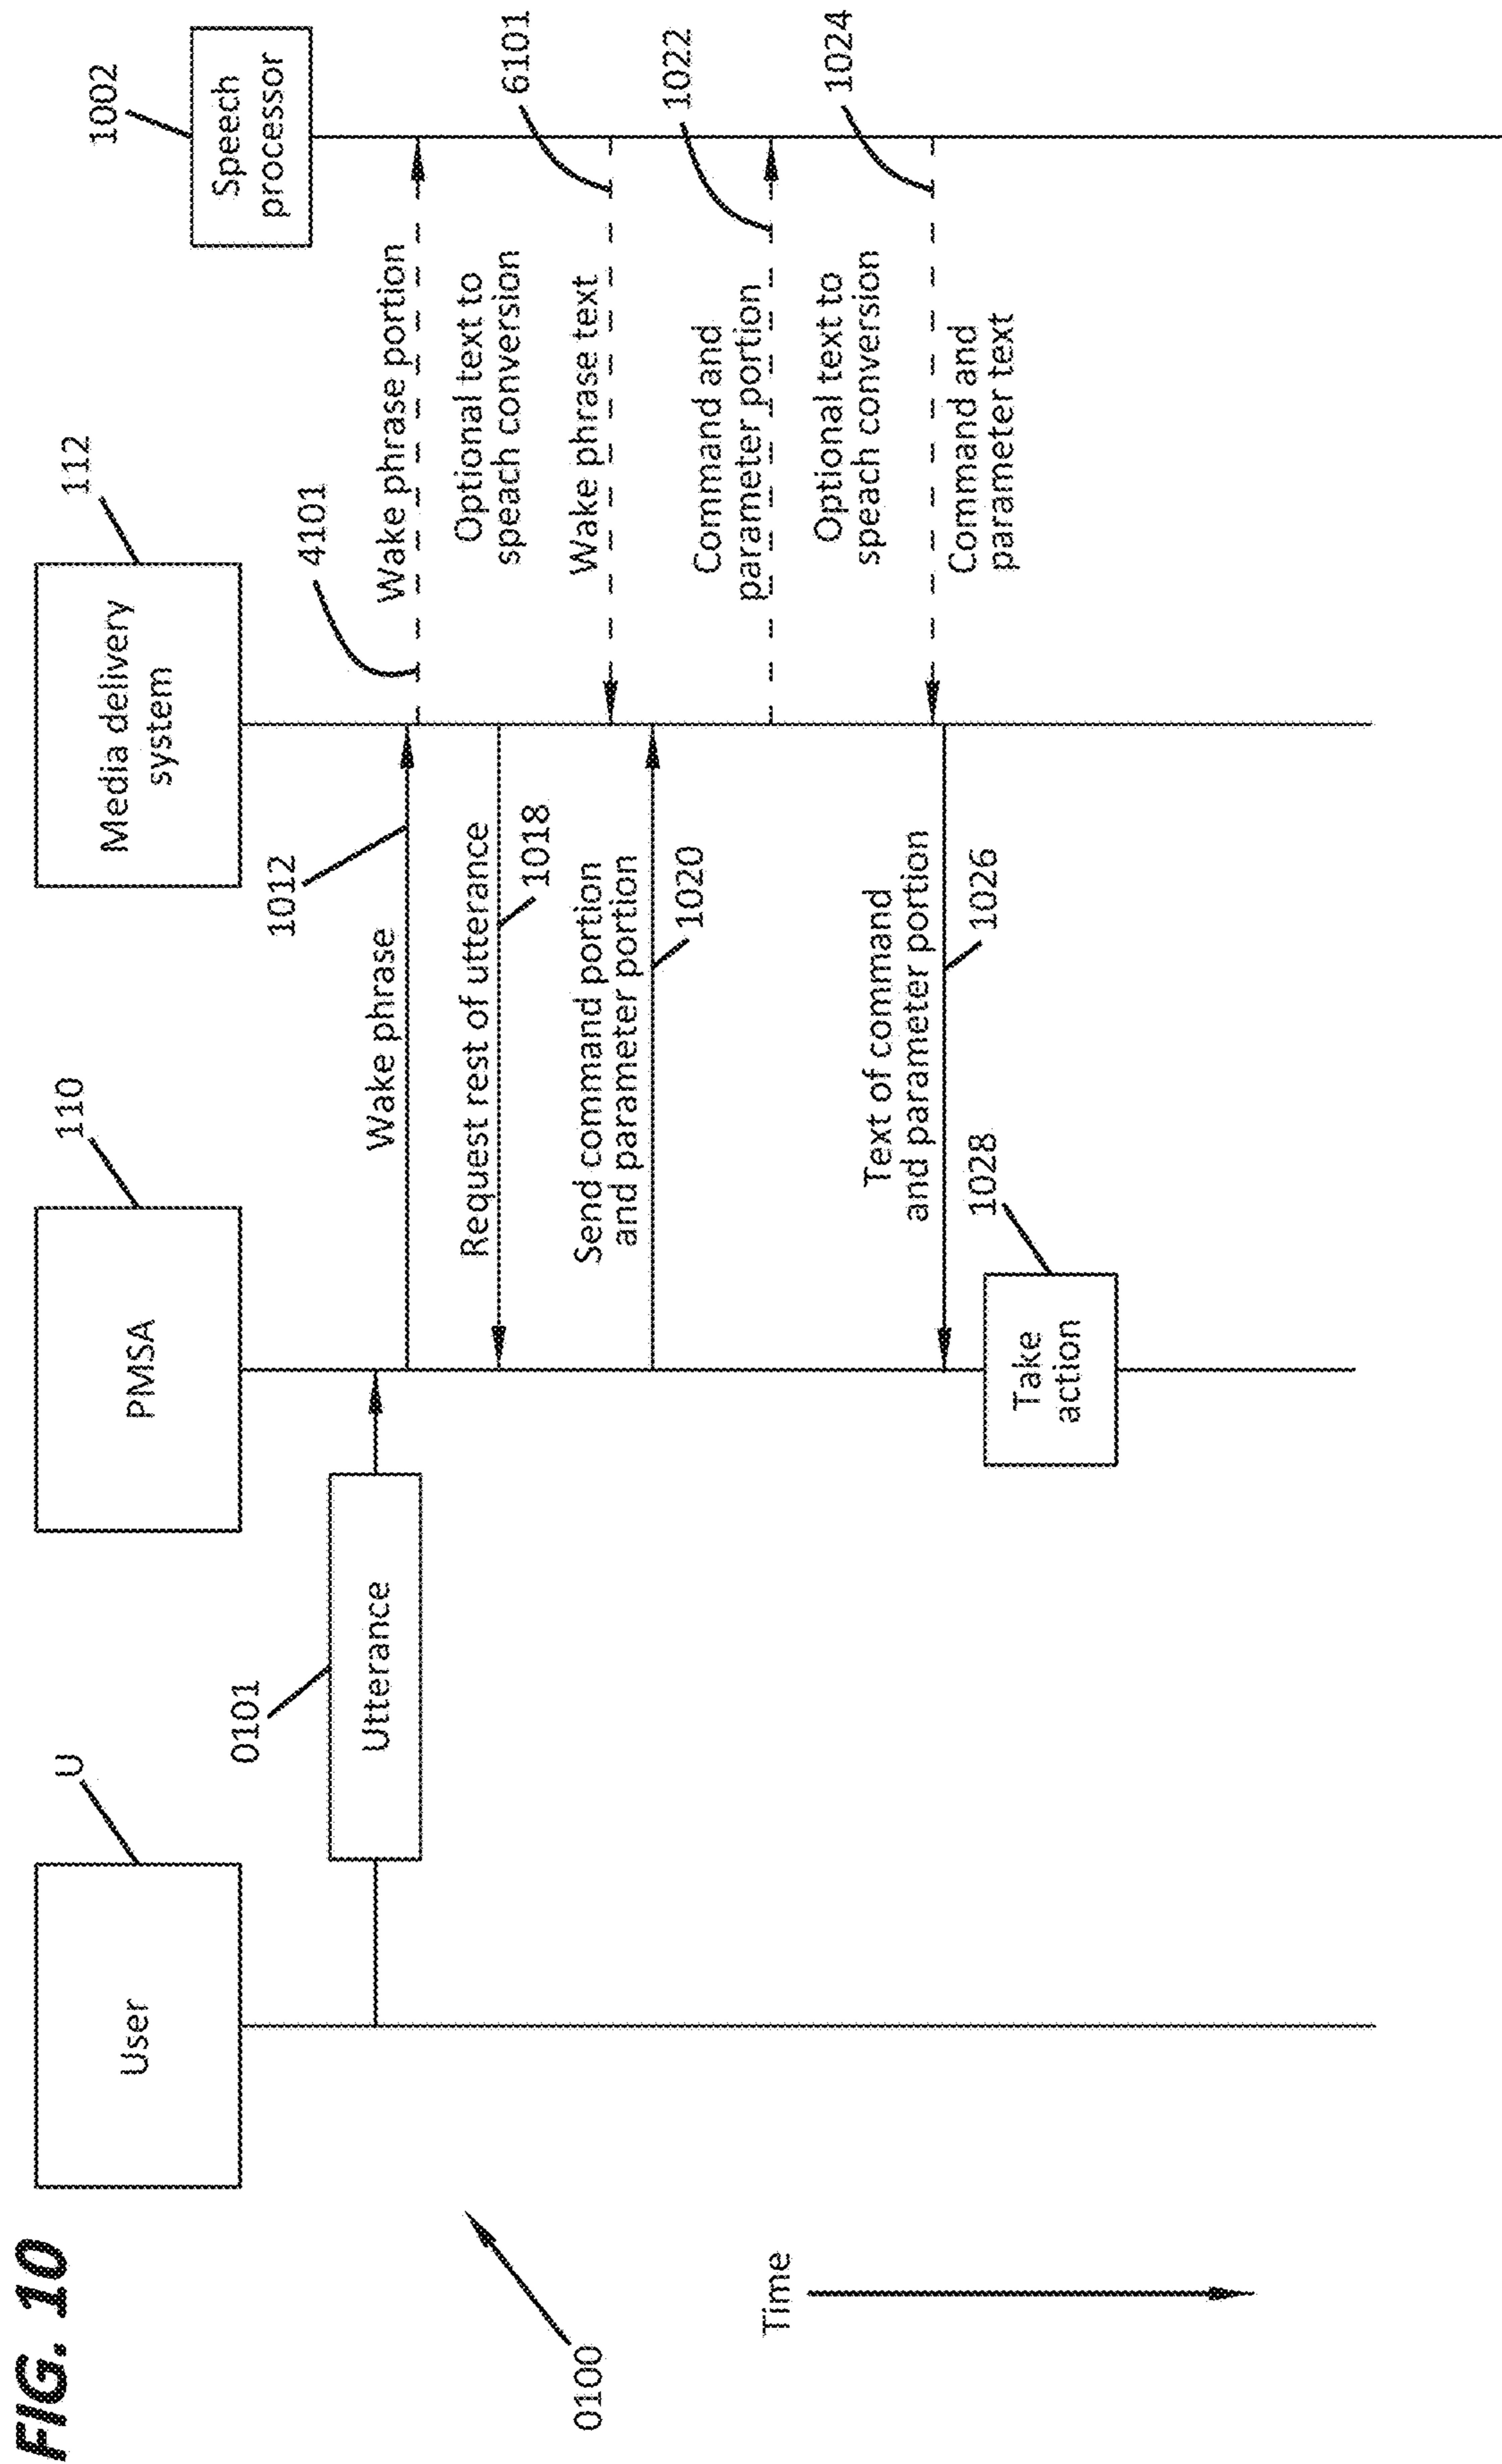 FIG. 10
User
U
PMSA
110
Media delivery
system
112
Speech
processor
1002
0100
Time
Utterance
0101
Wake phrase
1012
Wake phrase portion
4101
Optional text to
speach conversion
Request rest of utterance
1018
Wake phrase text
6101
Send command portion
and parameter portion
1020
Command and
parameter portion
1022
Optional text to
speach conversion
Command and
parameter text
1024
Text of command
and parameter portion
1026
Take
action
1028